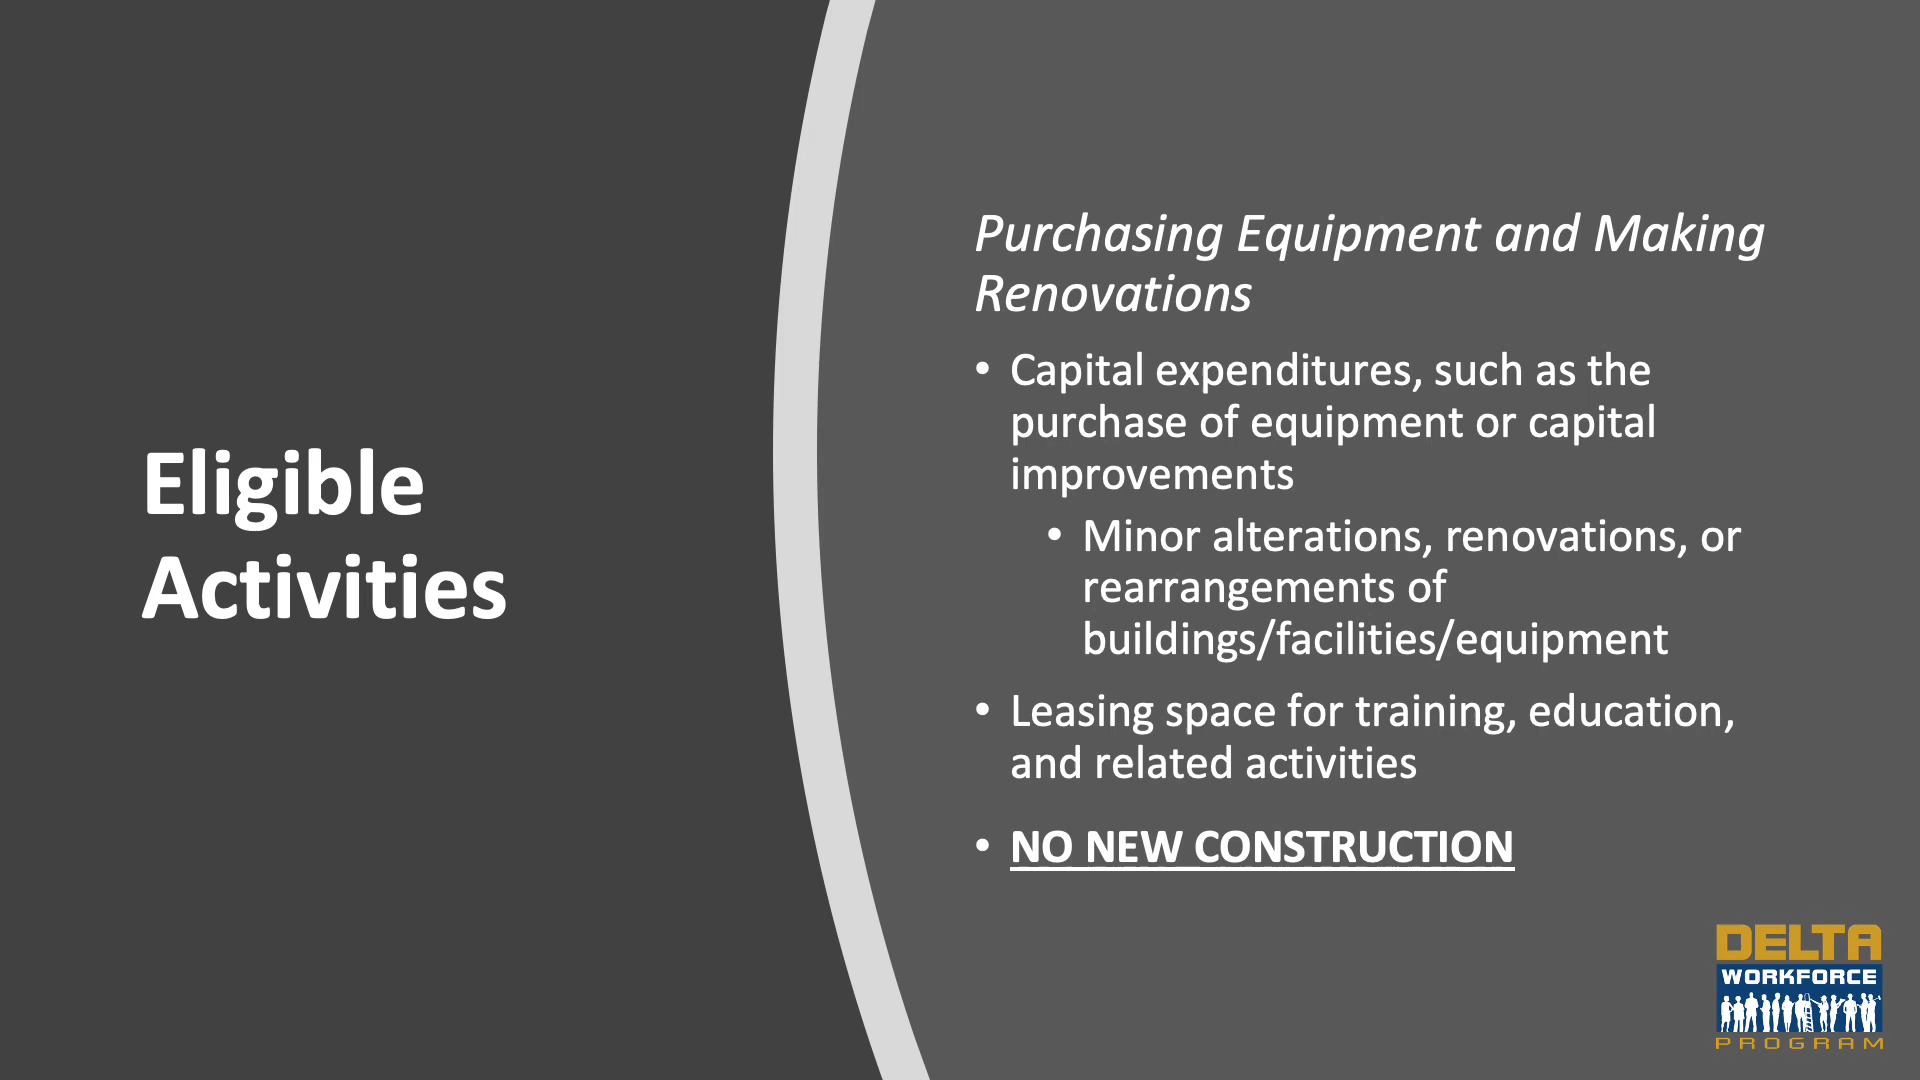 Eligible
Activities
Purchasing Equipment and Making
Renovations
• Capital expenditures, such as the
purchase of equipment or capital
improvements
• Minor alterations, renovations, or
rearrangements of
buildings/facilities/equipment
• Leasing space for training, education,
and related activities
• NO NEW CONSTRUCTION
DELTA
WORKFORCE
PROGRAM